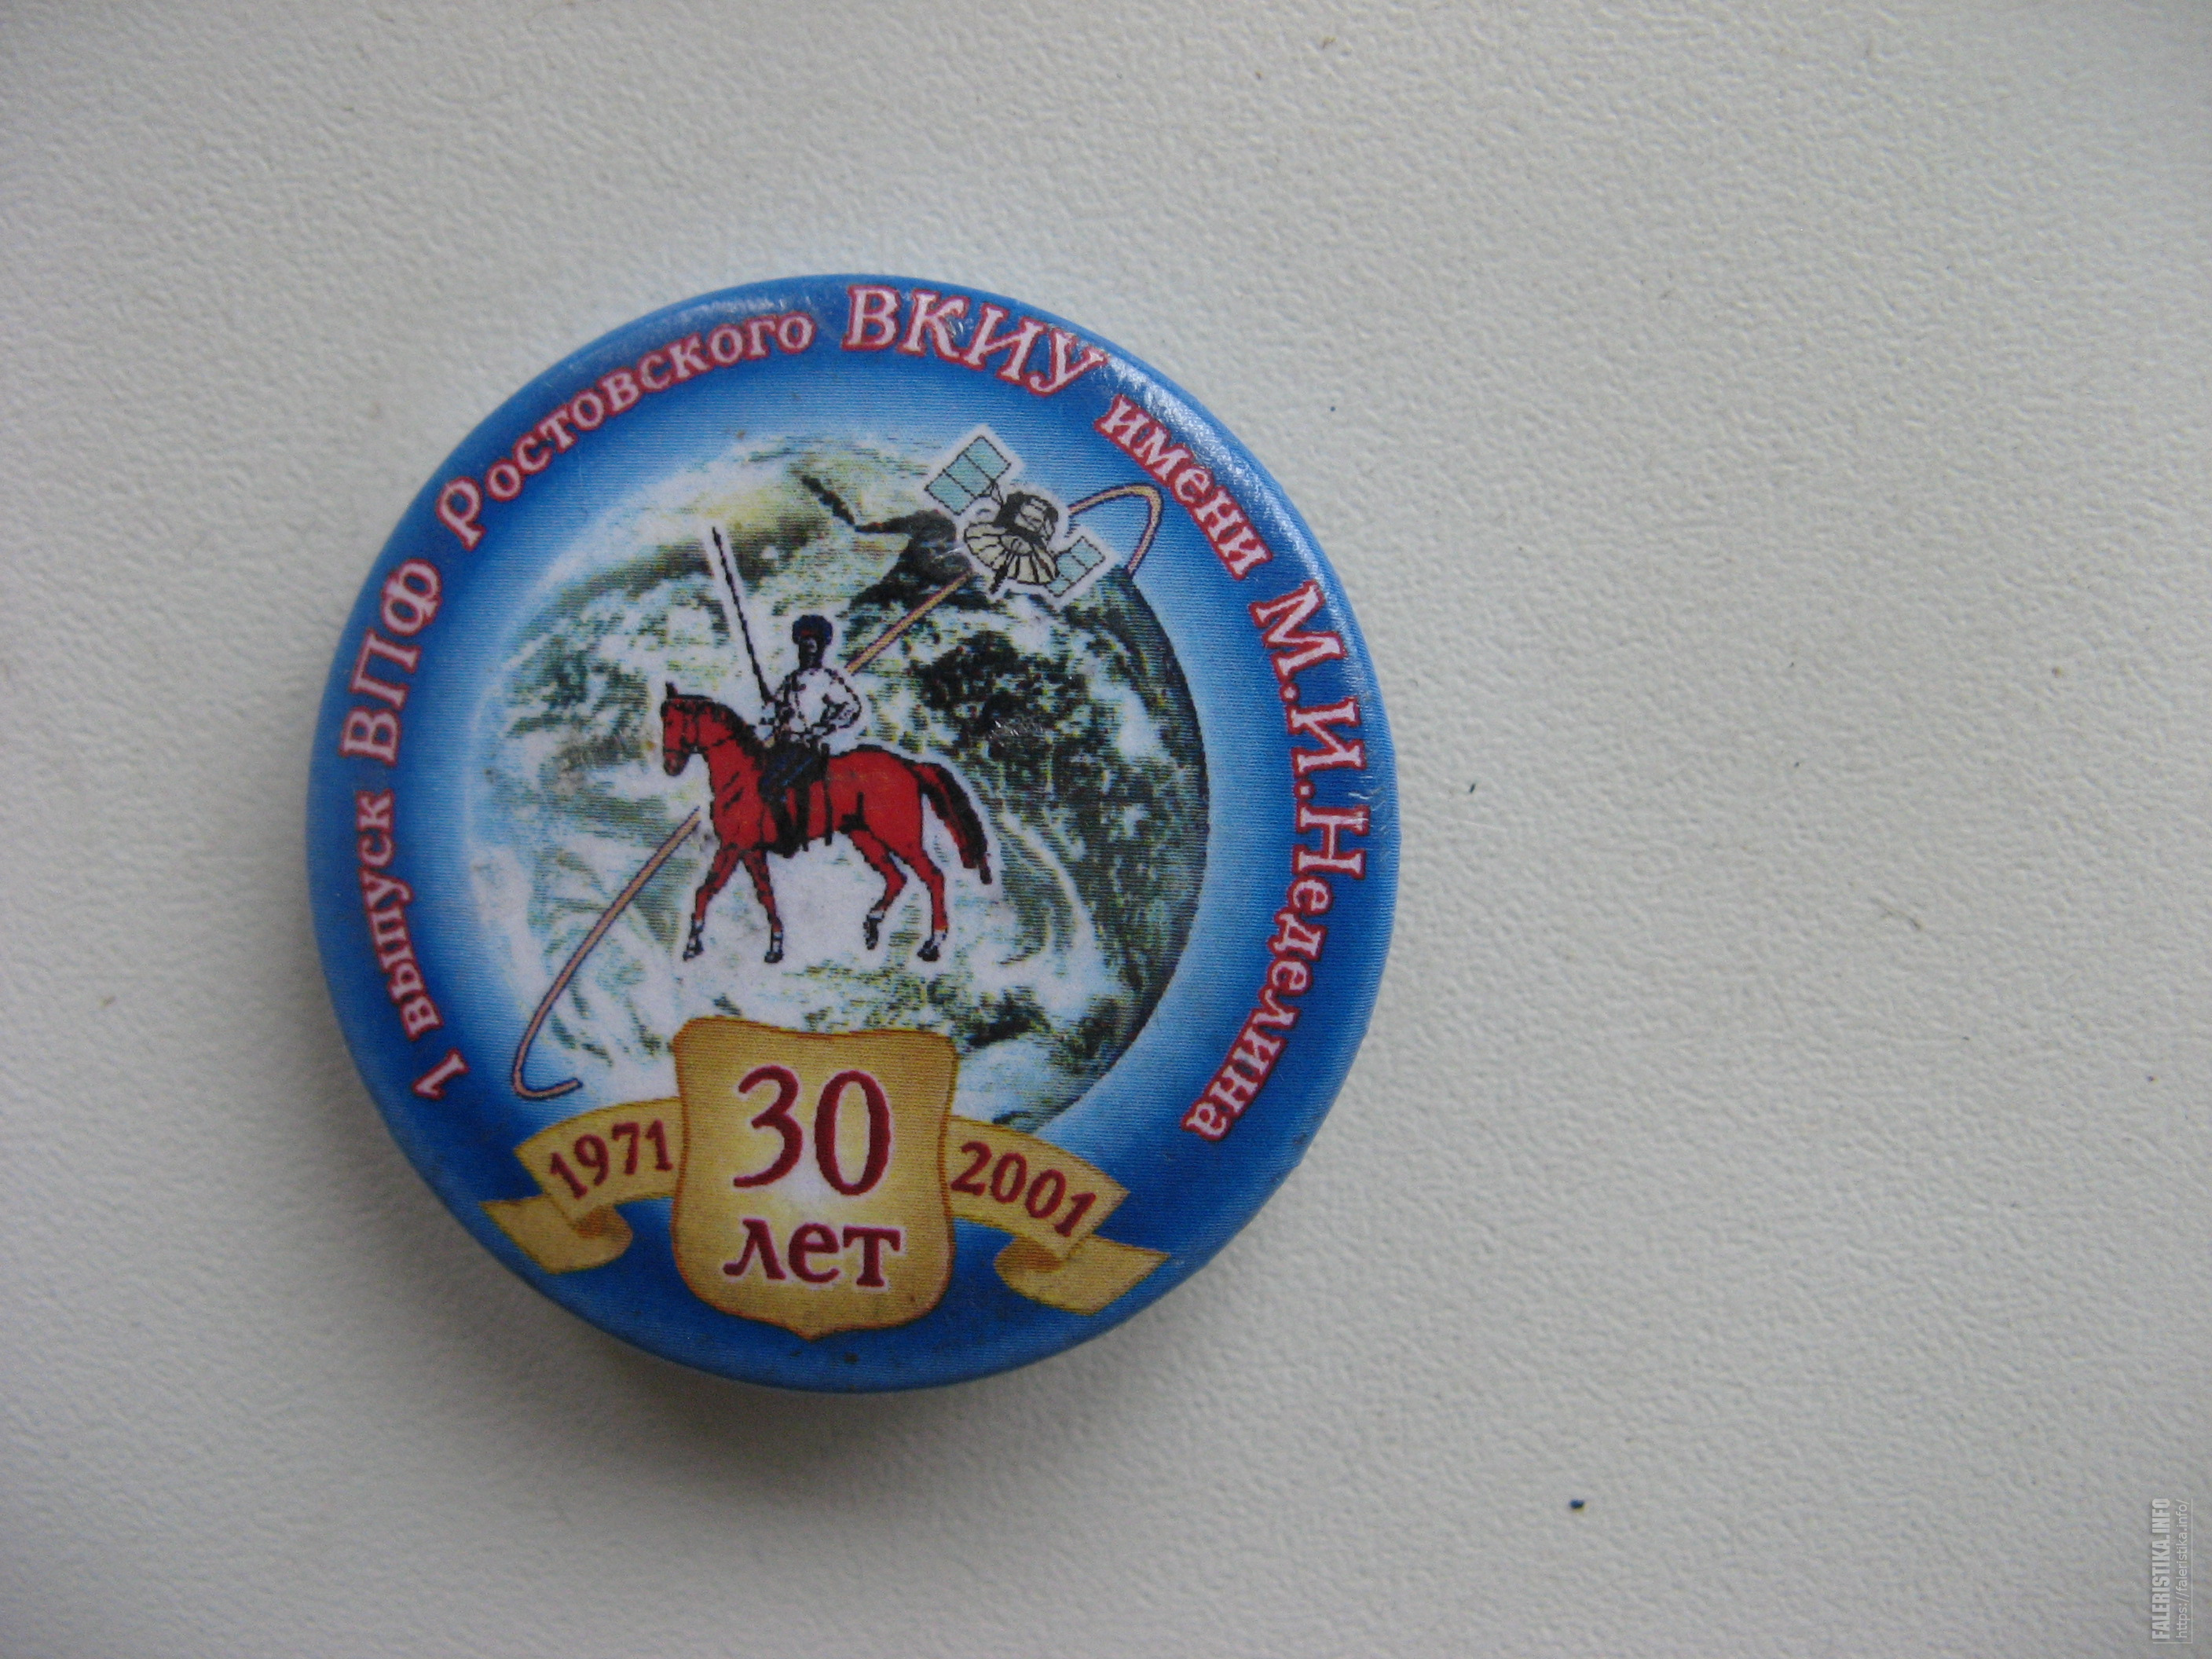 1 выпуск ВПФ Ростовского ВКИУ имени М.И.Неделина
1971
30
лет
2001
FALERISTIKA.INFO
https://faleristika.info/